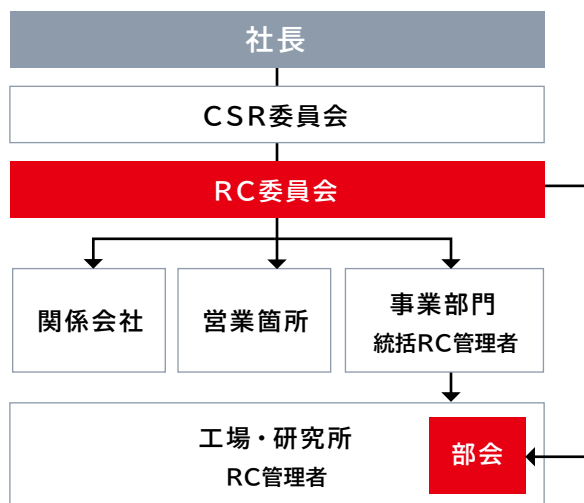 社長
CSR委員会
RC委員会
関係会社
営業箇所
事業部門
統括RC管理者
工場・研究所
RC管理者
部会